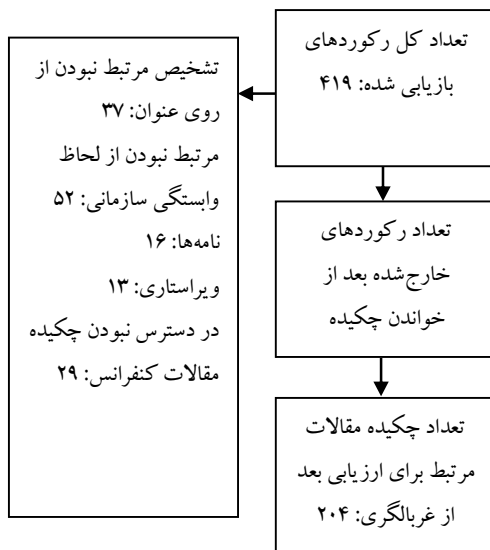 تعداد کل رکوردهای
بازیابی شده: ۴۱۹
تشخیص مرتبط نبودن از
روی عنوان: ۳۷
مرتبط نبودن از لحاظ
وابستگی سازمانی: ۵۲
نامه‌ها: ۱۶
ویراستاری: ۱۳
در دسترس نبودن چکیده
مقالات کنفرانس: ۲۹
تعداد رکوردهای
خارج‌شده بعد از
خواندن چکیده
تعداد چکیده مقالات
مرتبط برای ارزیابی بعد
از غربالگری: ۲۰۴